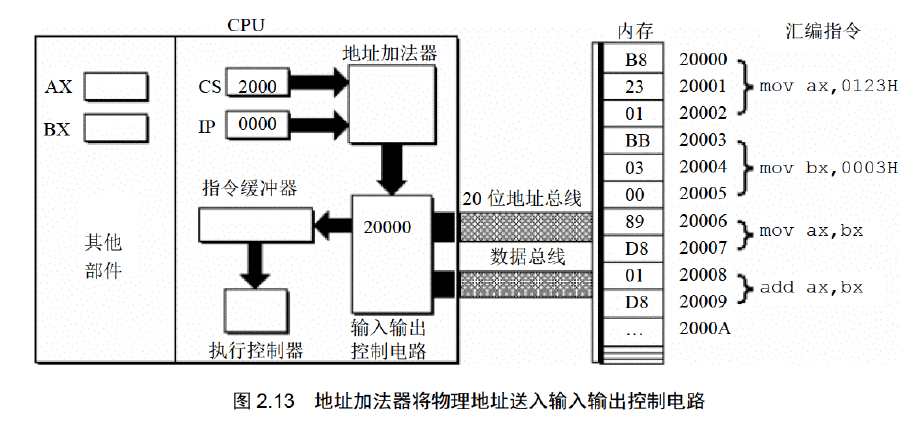 CPU
内存
汇编指令
AX
BX
CS
2000
IP
0000
地址加法器
指令缓冲器
20000
20位地址总线
数据总线
其他
部件
执行控制器
输入输出
控制电路
B8 20000
23 20001 mov ax,0123H
01 20002
BB 20003
03 20004 mov bx,0003H
00 20005
89 20006
mov ax,bx
D8 20007
01 20008
add ax,bx
D8 20009
… 2000A
图 2.13 地址加法器将物理地址送入输入输出控制电路